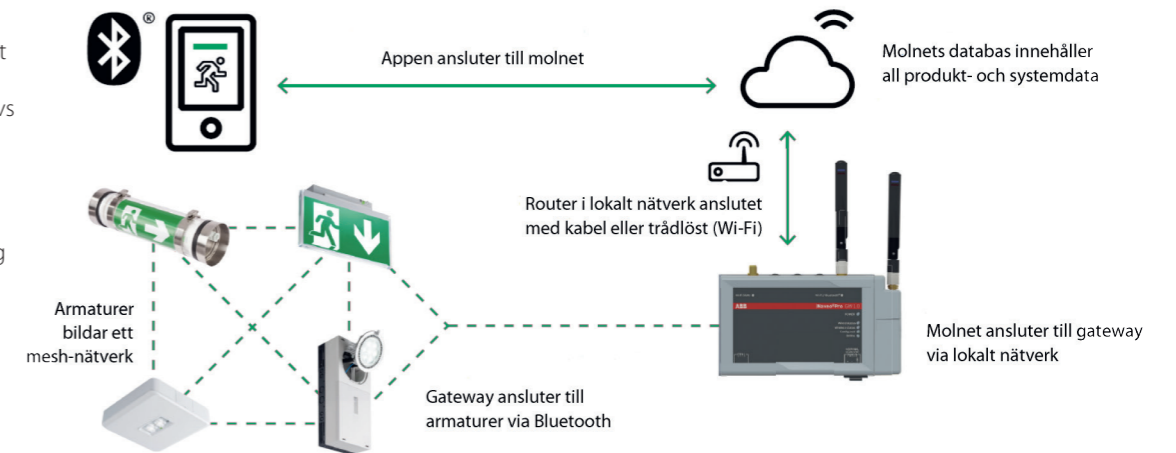 ®
Appen ansluter till molnet
Molnets databas innehåller
all produkt- och systemdata
Router i lokalt nätverk anslutet
med kabel eller trådlöst (Wi-Fi)
Armaturer
bildar ett
mesh-nätverk
Gateway ansluter till
armaturer via Bluetooth
ABB
Molnet ansluter till gateway
via lokalt nätverk